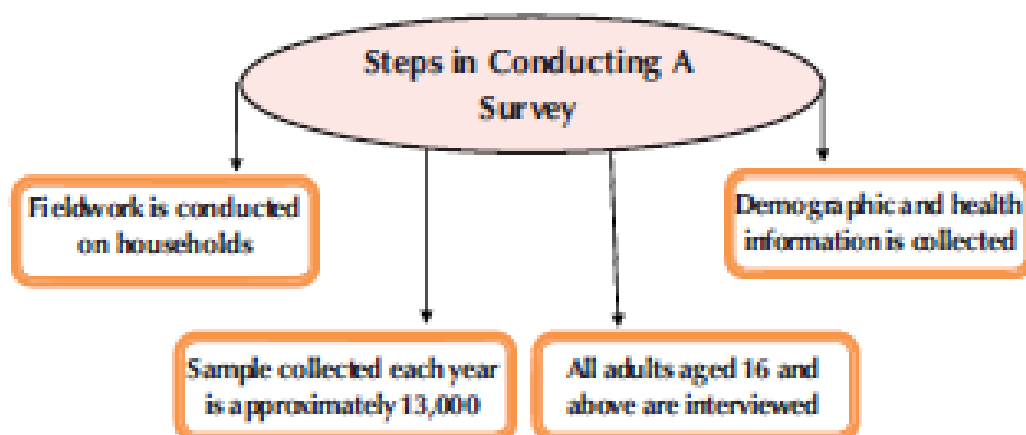 Steps in Conducting A
Survey
Fieldwork is conducted
on households
Demographic and health
information is collected
Sample collected each year
is approximately 13,000
All adults aged 16 and
above are interviewed